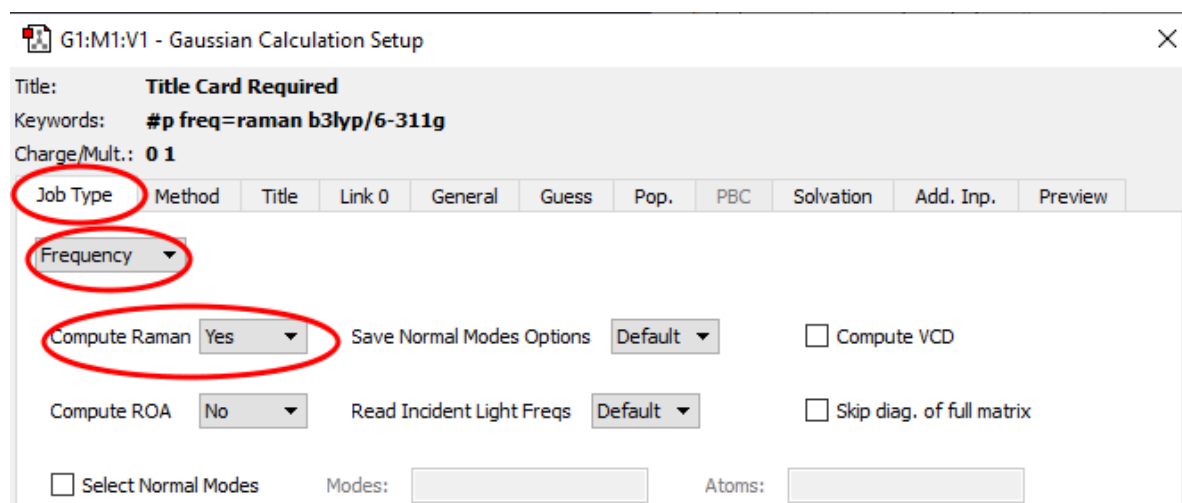 G1:M1:V1 - Gaussian Calculation Setup
Title: Title Card Required
Keywords: #p freq=raman b3lyp/6-311g
Charge/Mult.: 0 1
Job Type Method Title Link 0 General Guess Pop. PBC Solvation Add. Inp. Preview
Frequency
Compute Raman Yes Save Normal Modes Options Default Compute VCD
Compute ROA No Read Incident Light Freqs Default Skip diag. of full matrix
Select Normal Modes Modes: Atoms: